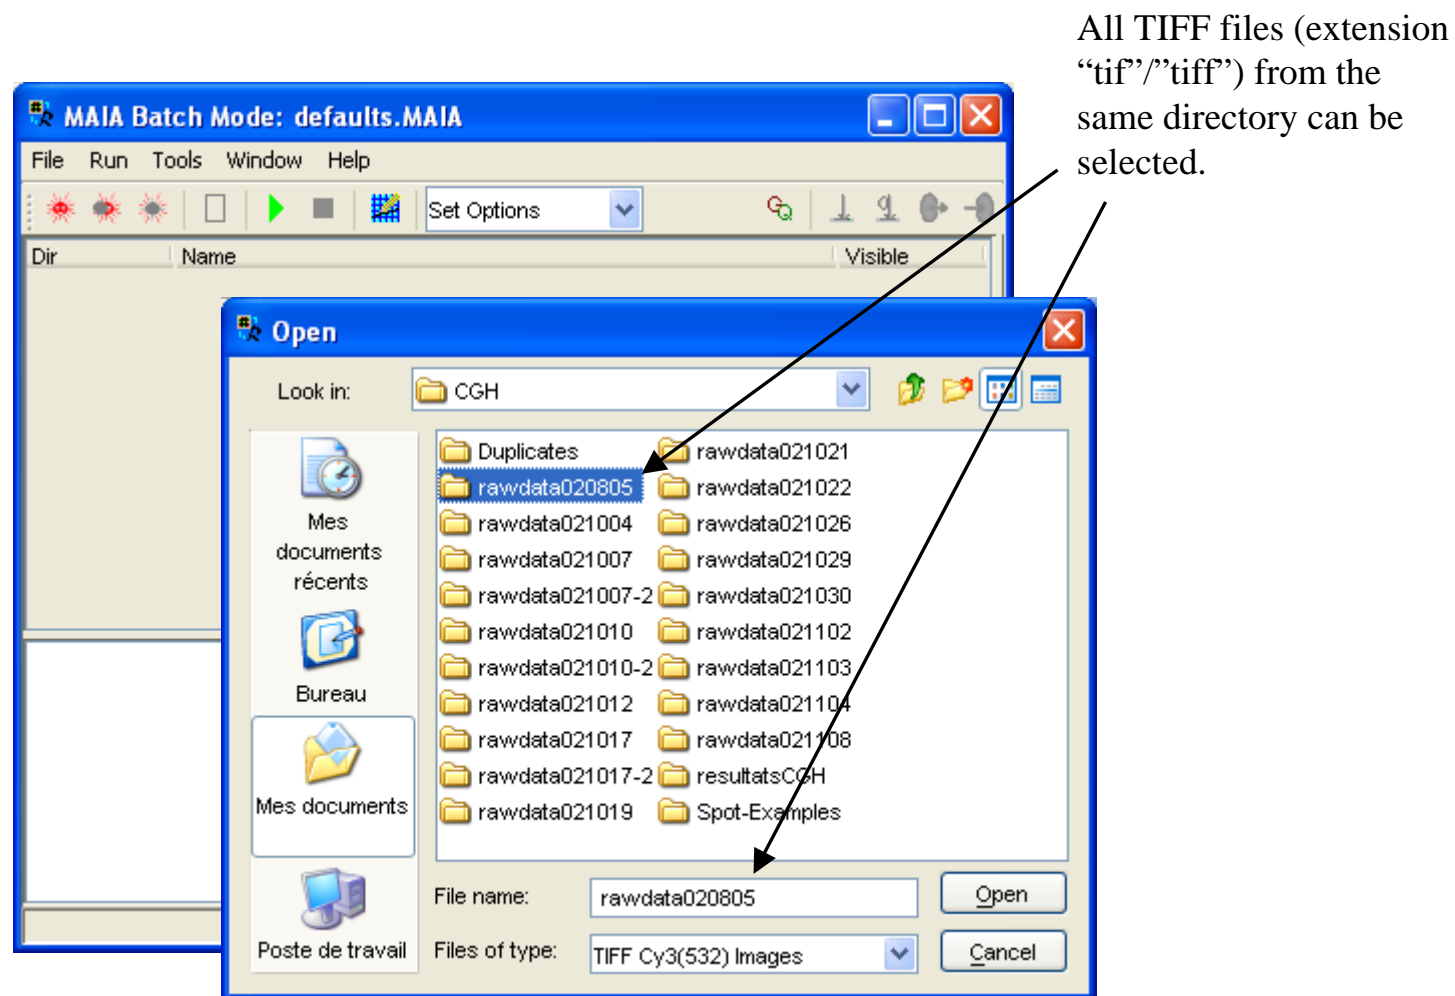 All TIFF files (extension
“tif”/”tiff”) from the
same directory can be
selected.
MAIA Batch Mode: defaults.MAIA
File Run Tools Window Help
Set Options
Dir Name Visible
Open
Look in: CGH
Mes
documents
récents
Bureau
Mes documents
Poste de travail
Duplicates
rawdata020805
rawdata021004
rawdata021007
rawdata021007-2
rawdata021010
rawdata021010-2
rawdata021012
rawdata021017
rawdata021017-2
rawdata021019
rawdata021021
rawdata021022
rawdata021026
rawdata021029
rawdata021030
rawdata021102
rawdata021103
rawdata021104
rawdata021108
resultatsCGH
Spot-Examples
File name: rawdata020805 Open
Files of type: TIFF Cy3(532) Images Cancel